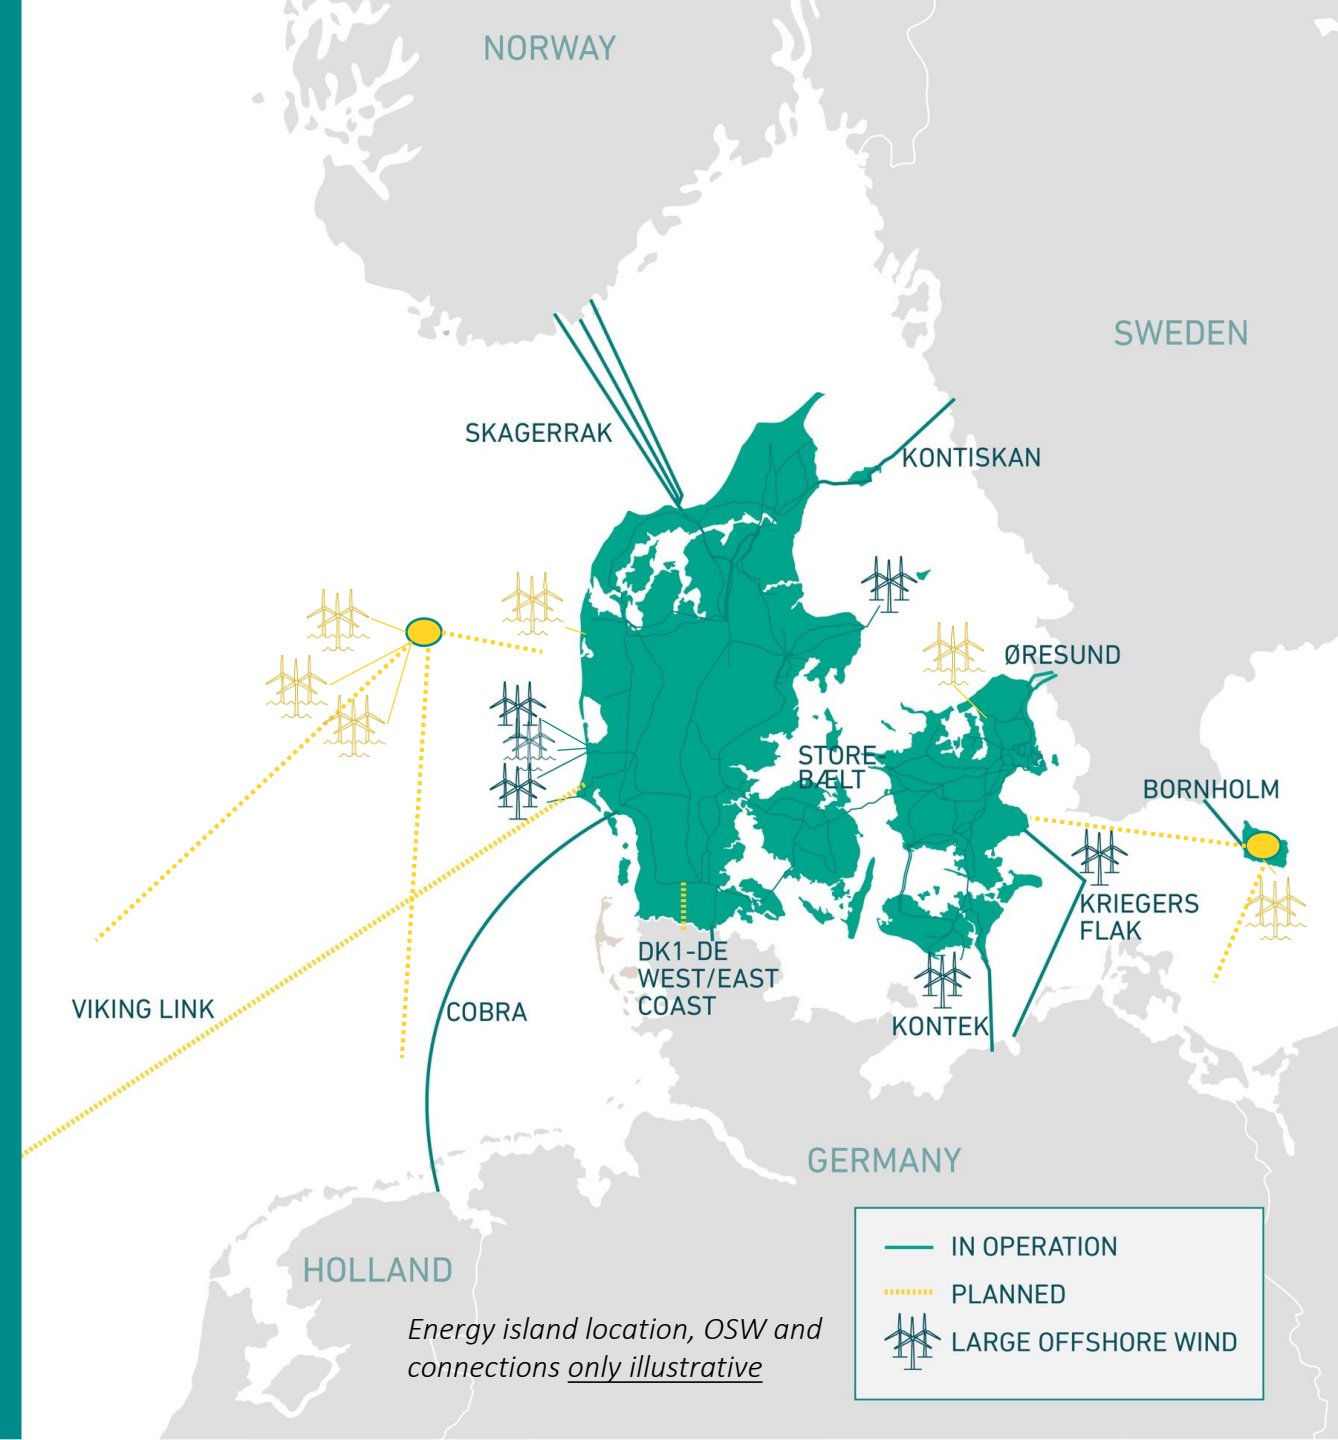 NORWAY
SWEDEN
SKAGERRAK
KONTISKAN
ØRESUND
STORE-
BÆLT
BORNHOLM
KRIEGERS
FLAK
DK1-DE
WEST/EAST
COAST
VIKING LINK
COBRA
KONTEK
GERMANY
HOLLAND
IN OPERATION
PLANNED
LARGE OFFSHORE WIND
Energy island location, OSW and
connections only illustrative